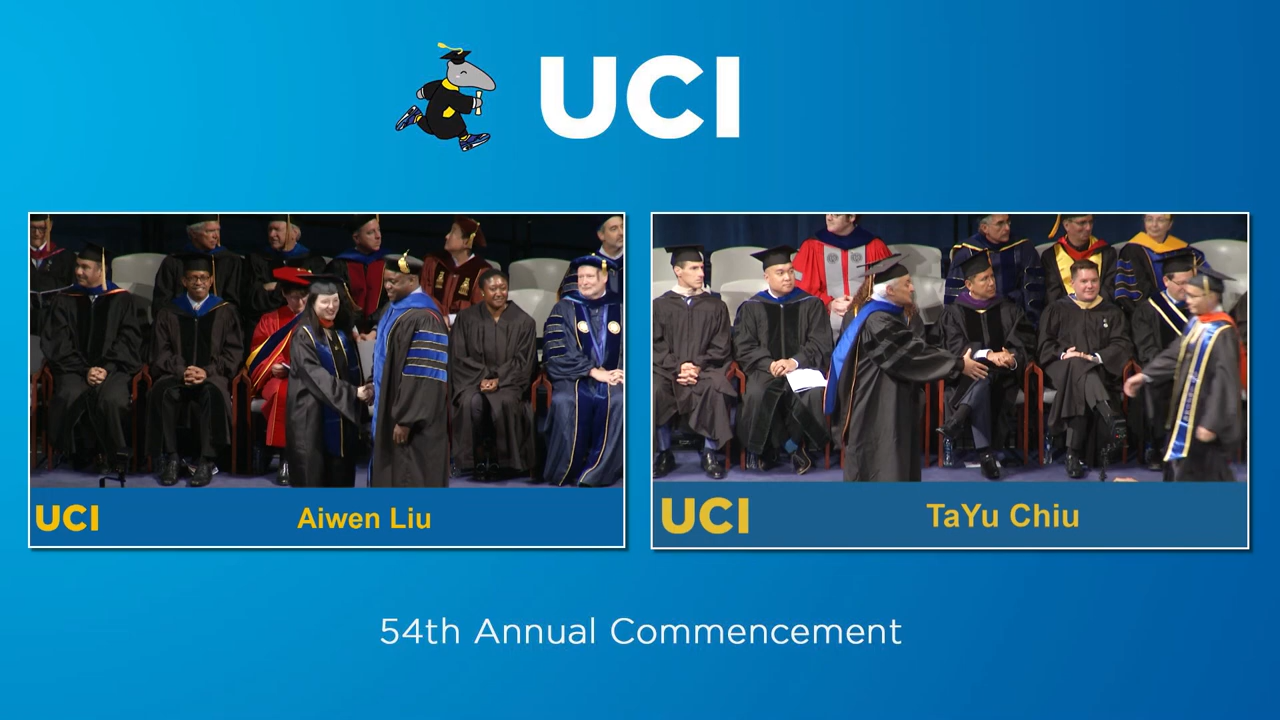 UCI
UCI
Aiwen Liu
UCI
TaYu Chiu
54th Annual Commencement